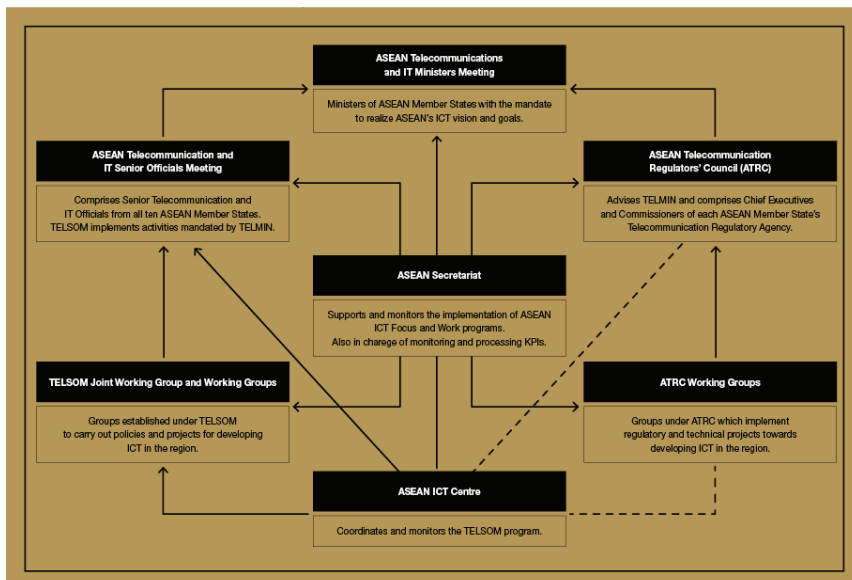 ASEAN Telecommunications
and IT Ministers Meeting
Ministers of ASEAN Member States with the mandate
to realize ASEAN's ICT vision and goals.
ASEAN Telecommunication and
IT Senior Officials Meeting
Comprises Senior Telecommunication and
IT Officials from all ten ASEAN Member States.
TELSOM implements activities mandated by TELMIN.
ASEAN Telecommunication
Regulators' Council (ATRC)
Advises TELMIN and comprises Chief Executives
and Commissioners of each ASEAN Member State's
Telecommunication Regulatory Agency.
ASEAN Secretariat
Supports and monitors the implementation of ASEAN
ICT Focus and Work programs.
Also in charege of monitoring and processing KPIs.
TELSOM Joint Working Group and Working Groups
Groups established under TELSOM
to carry out policies and projects for developing
ICT in the region.
ATRC Working Groups
Groups under ATRC which implement
regulatory and technical projects towards
developing ICT in the region.
ASEAN ICT Centre
Coordinates and monitors the TELSOM program.